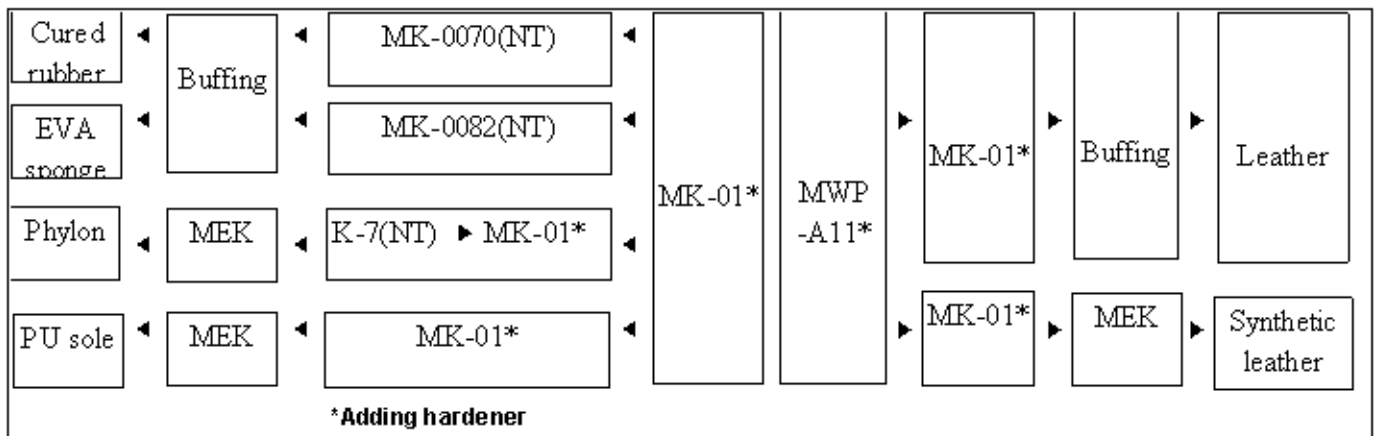 Cured
rubber
Buffing
MK-0070(NT)
EVA
sponge
MK-0082(NT)
MK-01*
MWP
-A11*
MK-01*
Buffing
Leather
Phylon
MEK
K-7(NT) ▶ MK-01*
PU sole
MEK
MK-01*
MK-01*
MEK
Synthetic
leather
*Adding hardener